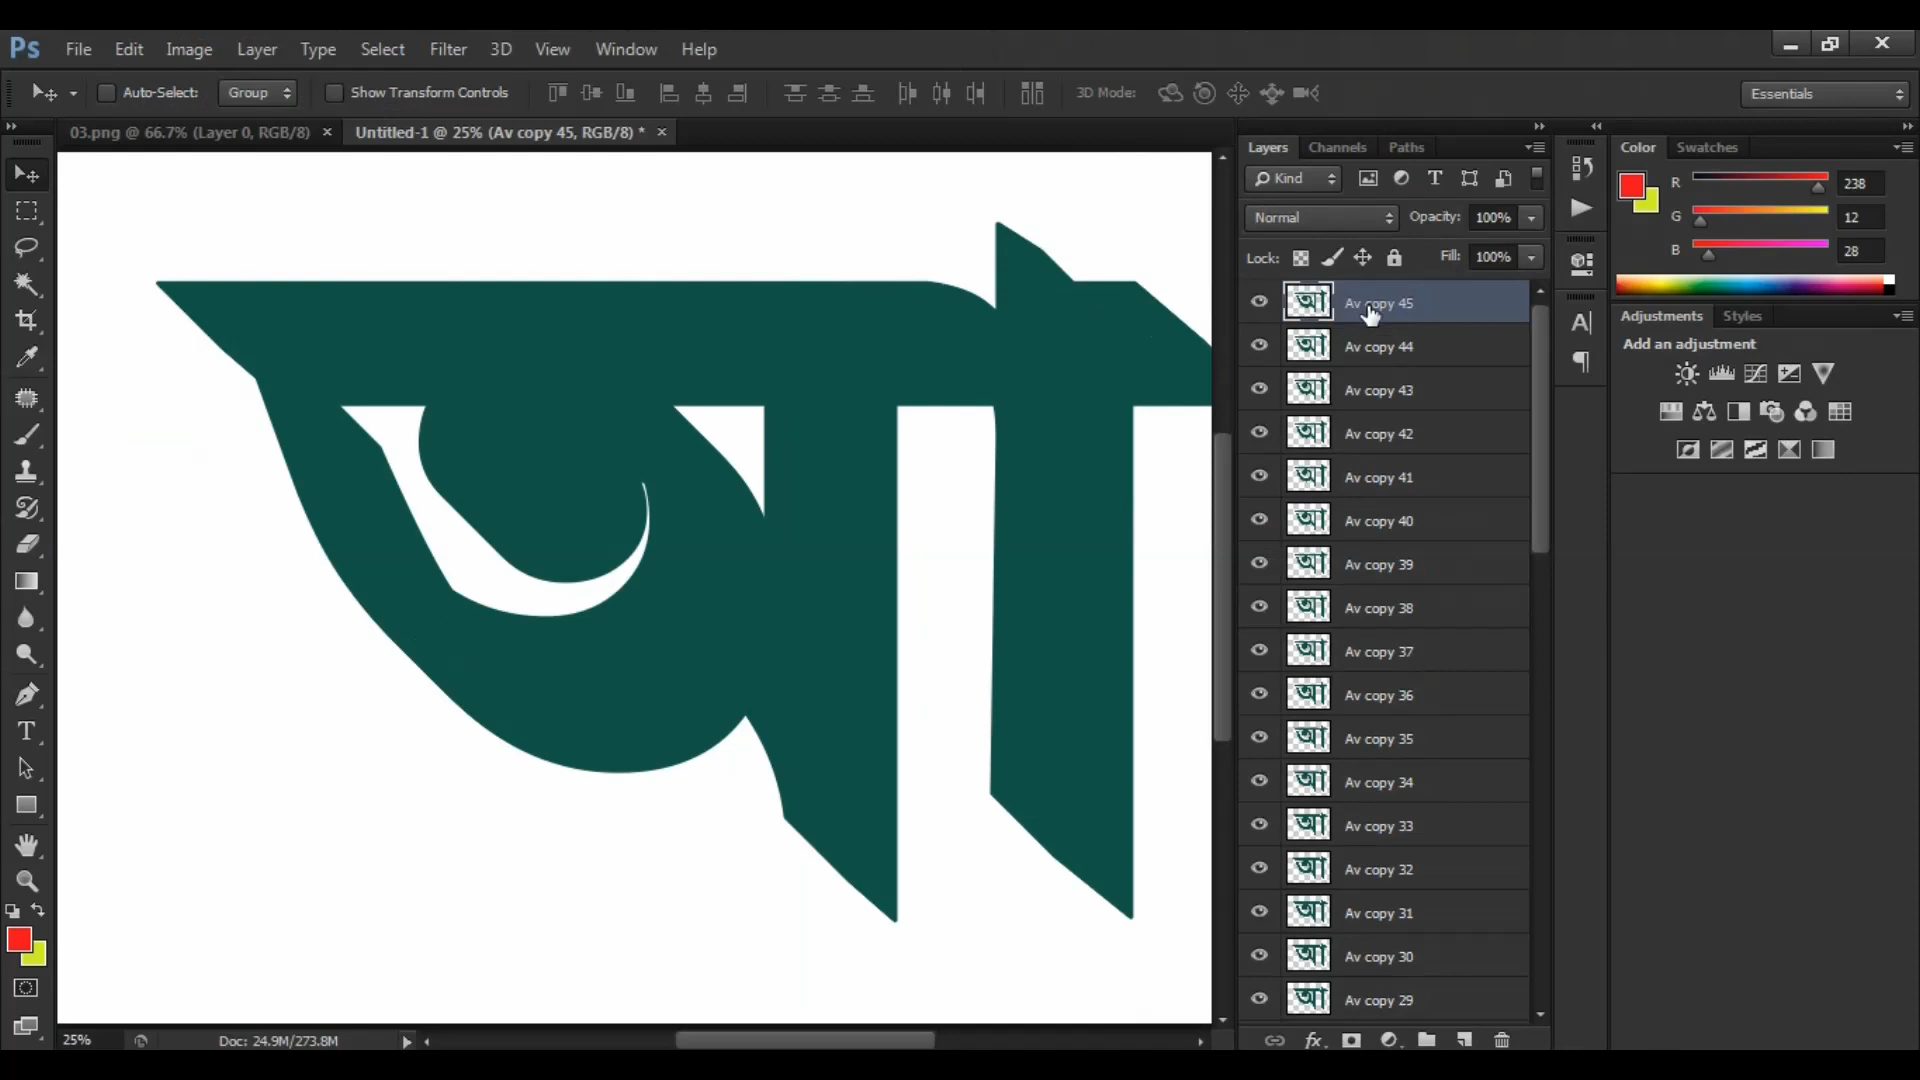 Ps File Edit Image Layer Type Select Filter 3D View Window Help
Auto-Select: Group Show Transform Controls 3D Mode: Essentials
03.png @ 66.7% (Layer 0, RGB/8) × Untitled-1 @ 25% (Av copy 45, RGB/8) * ×
আ
Layers Channels Paths
Kind
Normal Opacity: 100%
Lock: Fill: 100%
Av copy 45
Av copy 44
Av copy 43
Av copy 42
Av copy 41
Av copy 40
Av copy 39
Av copy 38
Av copy 37
Av copy 36
Av copy 35
Av copy 34
Av copy 33
Av copy 32
Av copy 31
Av copy 30
Av copy 29
Color Swatches
R 238
G 12
B 28
Adjustments Styles
Add an adjustment
25% Doc: 24.9M/273.8M